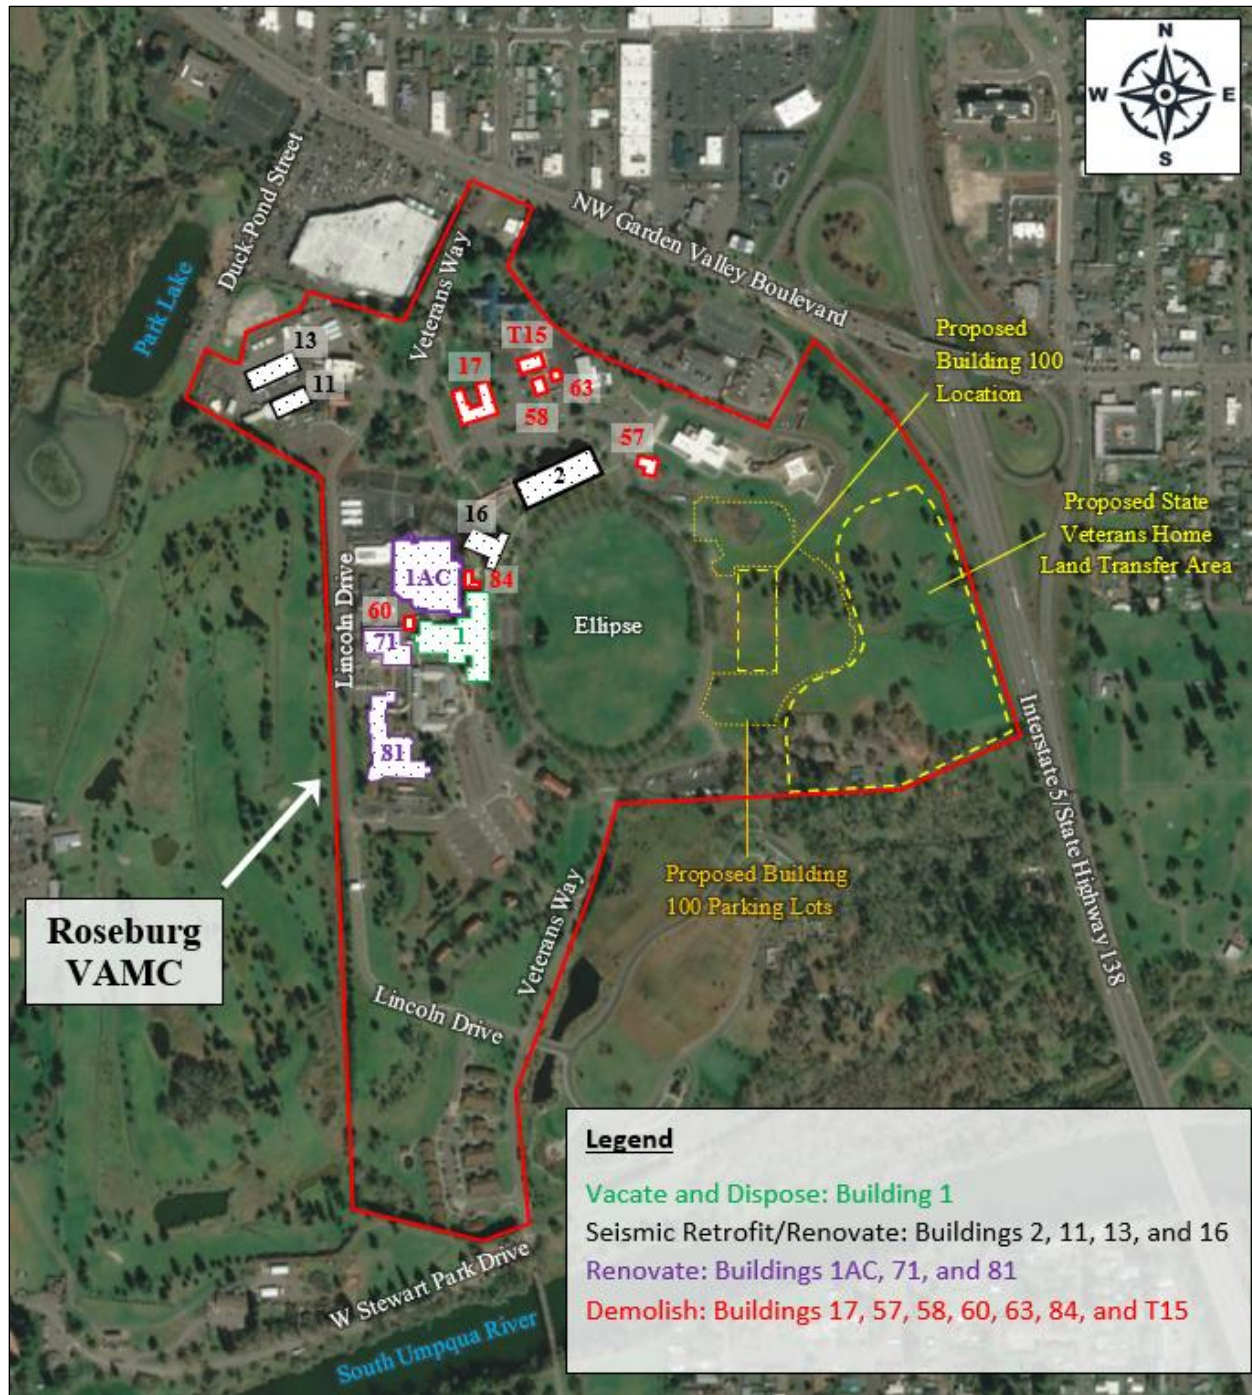 N
W
E
S
Duck-Pond Street
NW Garden Valley Boulevard
Veterans Way
Park Lake
Proposed
Building 100
Location
13
11
T15
17
63
58
57
2
Proposed State
Veterans Home
Land Transfer Area
16
1AC
84
Lincoln Drive
60
71
1
Ellipse
81
Interstate 5/State Highway 138
Proposed Building
100 Parking Lots
Roseburg
VAMC
Veterans Way
Lincoln Drive
W Stewart Park Drive
South Umpqua River
Legend
Vacate and Dispose: Building 1
Seismic Retrofit/Renovate: Buildings 2, 11, 13, and 16
Renovate: Buildings 1AC, 71, and 81
Demolish: Buildings 17, 57, 58, 60, 63, 84, and T15